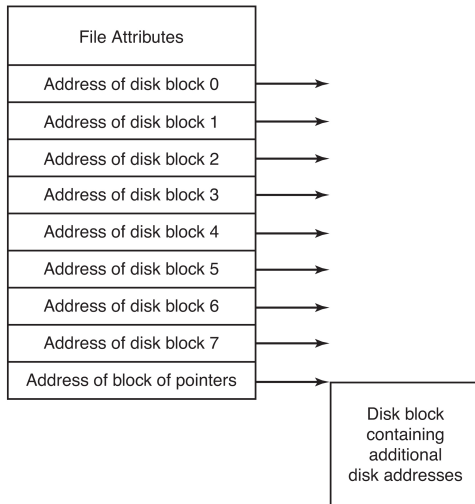 File Attributes
Address of disk block 0
Address of disk block 1
Address of disk block 2
Address of disk block 3
Address of disk block 4
Address of disk block 5
Address of disk block 6
Address of disk block 7
Address of block of pointers
Disk block
containing
additional
disk addresses